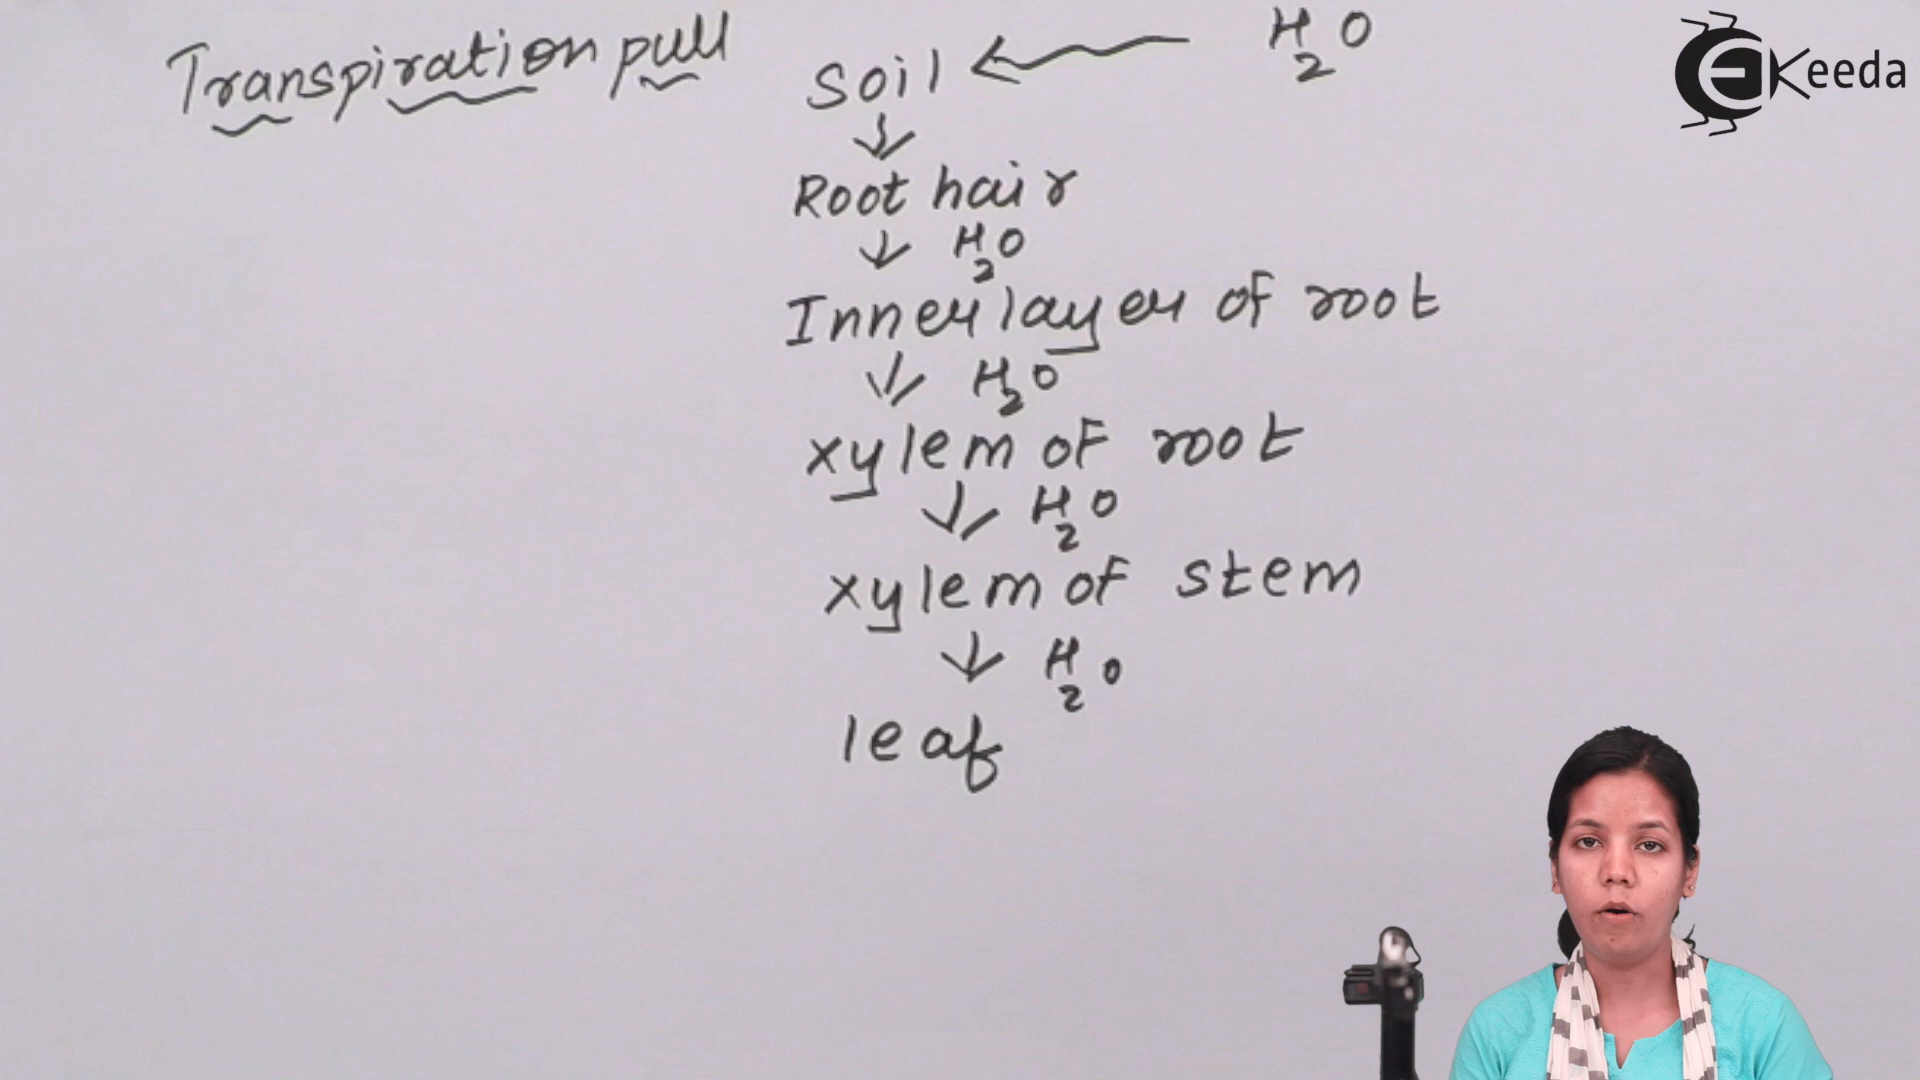 Transpiration pull
Soil ← H₂O
↓
Root hair
↓ H₂O
Inner layer of root
↓ H₂O
xylem of root
↓ H₂O
xylem of stem
↓ H₂O
leaf
EKeeda